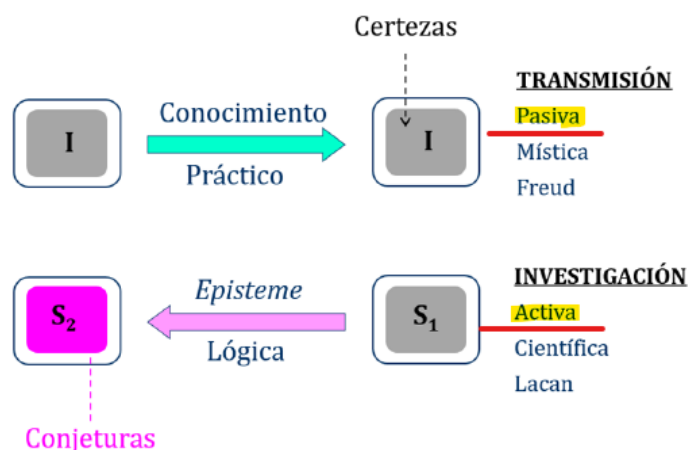 Certezas
I
Conocimiento
Práctico
I
TRANSMISIÓN
Pasiva
Mística
Freud
S₂
Episteme
Lógica
S₁
INVESTIGACIÓN
Activa
Científica
Lacan
Conjeturas